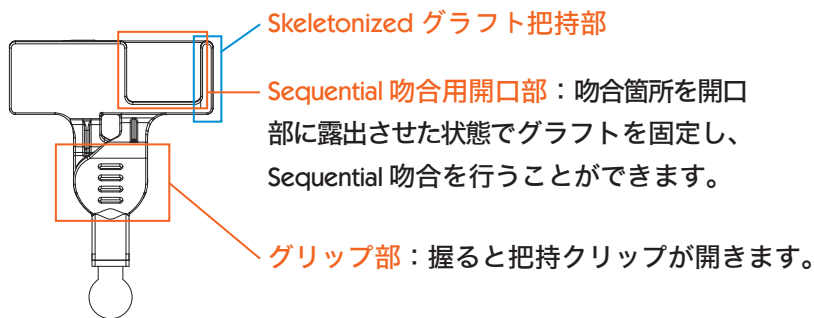 Skeletonized グラフト把持部
Sequential 吻合用開口部：吻合箇所を開口
部に露出させた状態でグラフトを固定し、
Sequential 吻合を行うことができます。
グリップ部：握ると把持クリップが開きます。